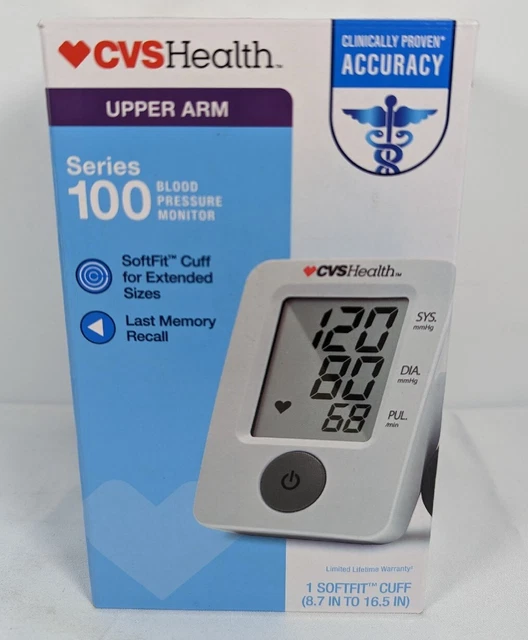 CVSHealth™
CLINICALLY PROVEN*
ACCURACY
UPPER ARM
Series
100 BLOOD
PRESSURE
MONITOR
SoftFit™ Cuff
for Extended
Sizes
Last Memory
Recall
CVSHealth™
120 SYS.
mmHg
80 DIA.
mmHg
68 PUL.
/min
Limited Lifetime Warranty†
1 SOFTFIT™ CUFF
(8.7 IN TO 16.5 IN)